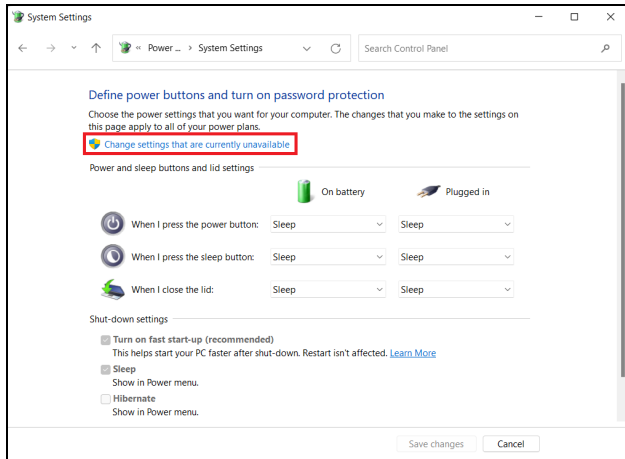 System Settings
« Power ... › System Settings
Search Control Panel
Define power buttons and turn on password protection
Choose the power settings that you want for your computer. The changes that you make to the settings on
this page apply to all of your power plans.
Change settings that are currently unavailable
Power and sleep buttons and lid settings
On battery Plugged in
When I press the power button: Sleep Sleep
When I press the sleep button: Sleep Sleep
When I close the lid: Sleep Sleep
Shut-down settings
Turn on fast start-up (recommended)
This helps start your PC faster after shut-down. Restart isn't affected. Learn More
Sleep
Show in Power menu.
Hibernate
Show in Power menu.
Save changes Cancel